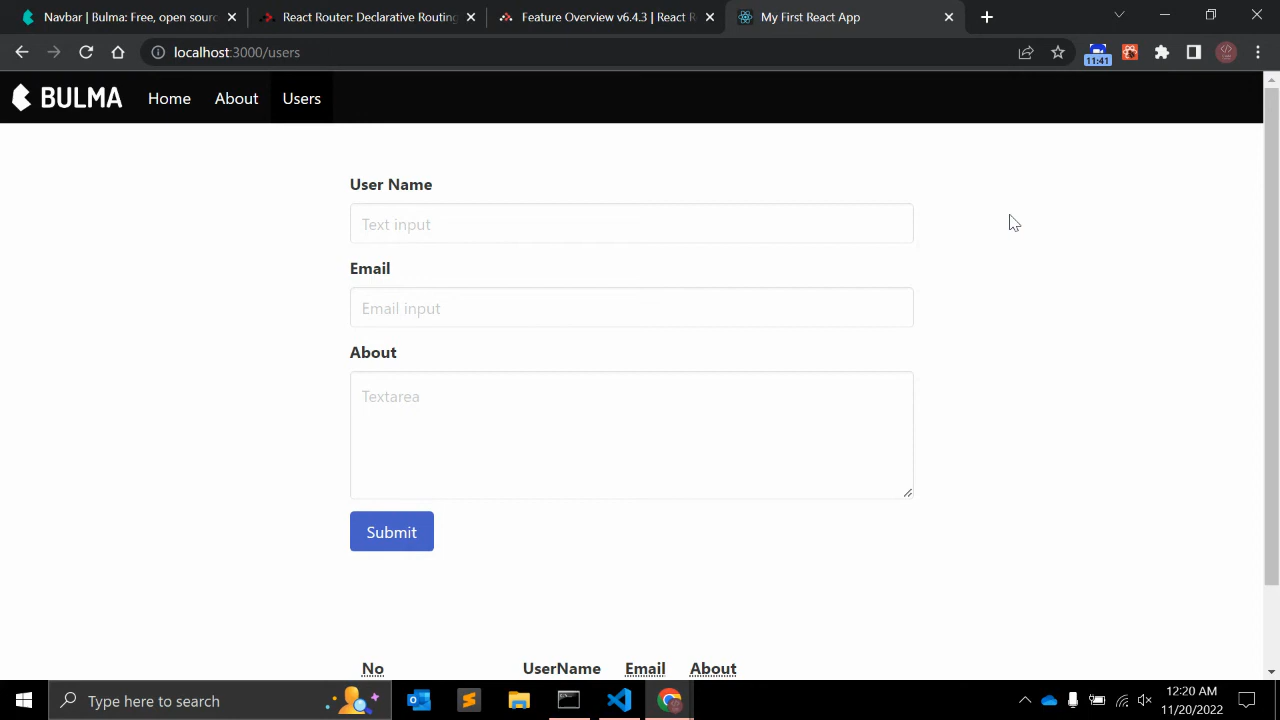 Navbar | Bulma: Free, open sourc
React Router: Declarative Routing
Feature Overview v6.4.3 | React R
My First React App
localhost:3000/users
11:41
BULMA
Home
About
Users
User Name
Text input
Email
Email input
About
Textarea
Submit
No UserName Email About
Type here to search
12:20 AM
11/20/2022